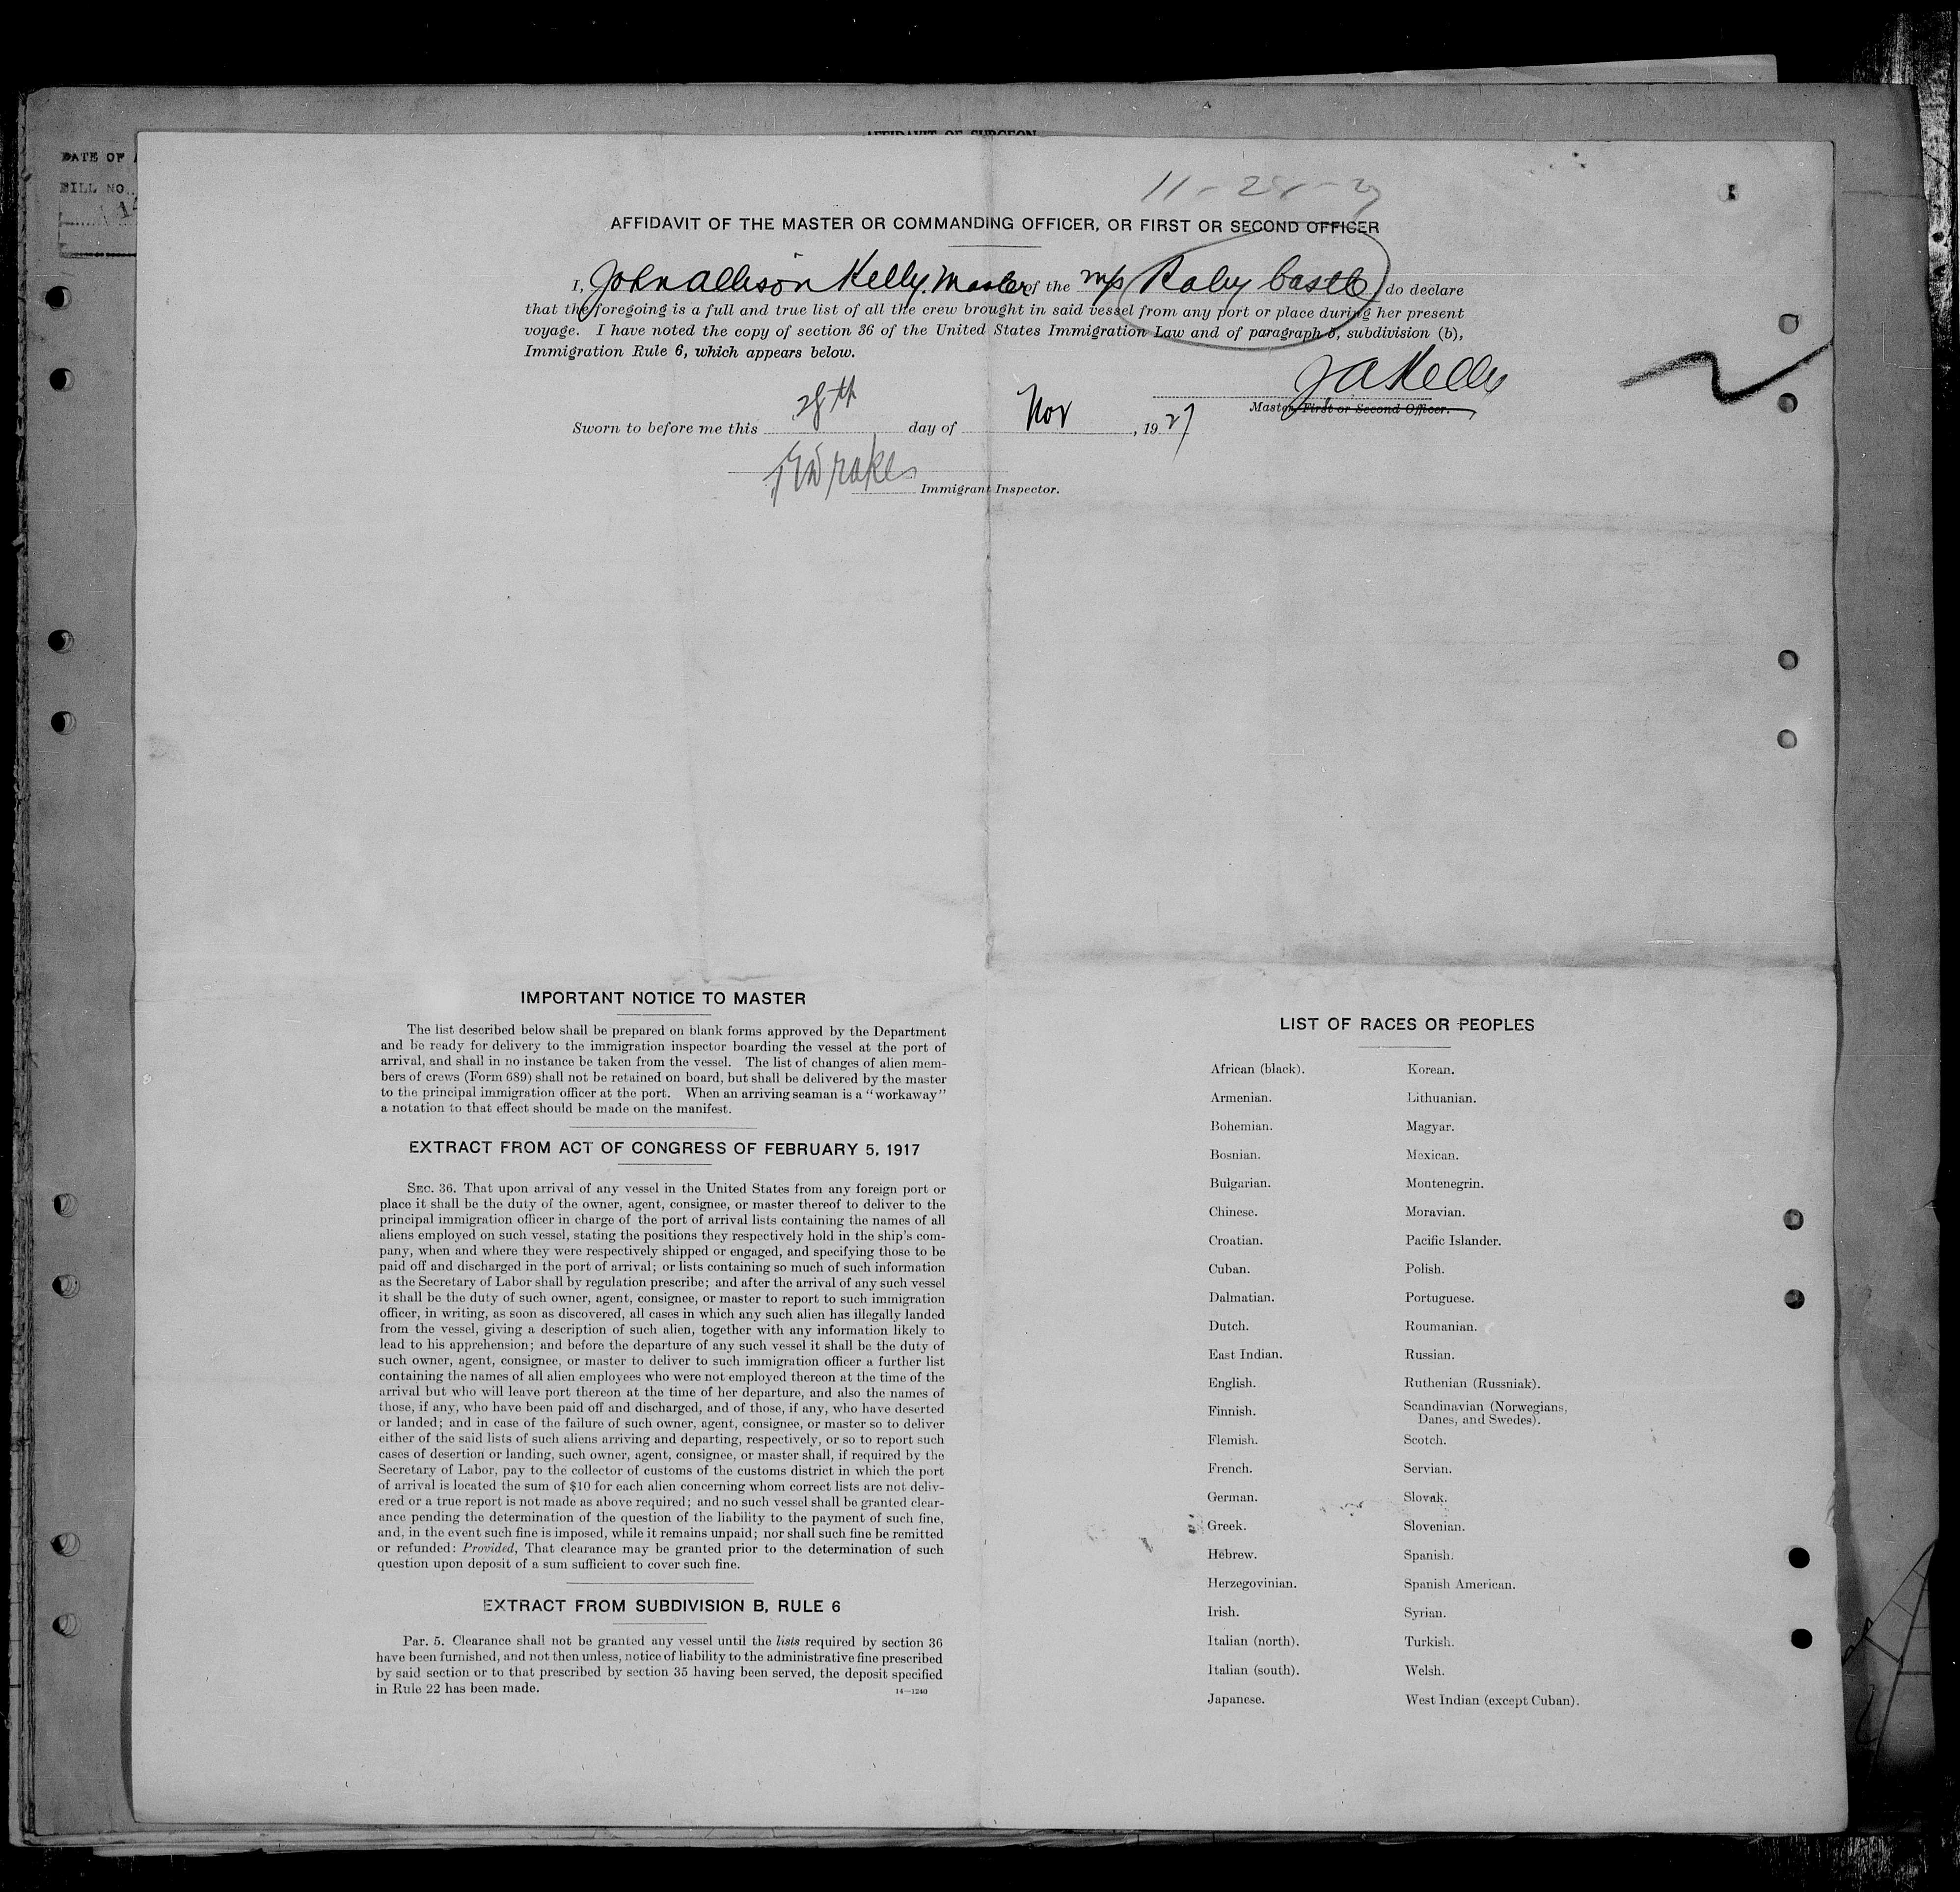 AFFIDAVIT OF SURGEON
DATE OF
BILL NO.
11-28-27
AFFIDAVIT OF THE MASTER OR COMMANDING OFFICER, OR FIRST OR SECOND OFFICER
I, John Allison Kelly. Master of the m/s Raby Castle, do declare
that the foregoing is a full and true list of all the crew brought in said vessel from any port or place during her present
voyage. I have noted the copy of section 36 of the United States Immigration Law and of paragraph 5, subdivision (b),
Immigration Rule 6, which appears below.
JA Kelly
Master, First or Second Officer.
Sworn to before me this 28th day of Nov, 1927
Drake
Immigrant Inspector.
IMPORTANT NOTICE TO MASTER
The list described below shall be prepared on blank forms approved by the Department
and be ready for delivery to the immigration inspector boarding the vessel at the port of
arrival, and shall in no instance be taken from the vessel. The list of changes of alien mem-
bers of crews (Form 689) shall not be retained on board, but shall be delivered by the master
to the principal immigration officer at the port. When an arriving seaman is a "workaway"
a notation to that effect should be made on the manifest.
EXTRACT FROM ACT OF CONGRESS OF FEBRUARY 5, 1917
SEC. 36. That upon arrival of any vessel in the United States from any foreign port or
place it shall be the duty of the owner, agent, consignee, or master thereof to deliver to the
principal immigration officer in charge of the port of arrival lists containing the names of all
aliens employed on such vessel, stating the positions they respectively hold in the ship's com-
pany, when and where they were respectively shipped or engaged, and specifying those to be
paid off and discharged in the port of arrival; or lists containing so much of such information
as the Secretary of Labor shall by regulation prescribe; and after the arrival of any such vessel
it shall be the duty of such owner, agent, consignee, or master to report to such immigration
officer, in writing, as soon as discovered, all cases in which any such alien has illegally landed
from the vessel, giving a description of such alien, together with any information likely to
lead to his apprehension; and before the departure of any such vessel it shall be the duty of
such owner, agent, consignee, or master to deliver to such immigration officer a further list
containing the names of all alien employees who were not employed thereon at the time of the
arrival but who will leave port thereon at the time of her departure, and also the names of
those, if any, who have been paid off and discharged, and of those, if any, who have deserted
or landed; and in case of the failure of such owner, agent, consignee, or master so to deliver
either of the said lists of such aliens arriving and departing, respectively, or so to report such
cases of desertion or landing, such owner, agent, consignee, or master shall, if required by the
Secretary of Labor, pay to the collector of customs of the customs district in which the port
of arrival is located the sum of $10 for each alien concerning whom correct lists are not deliv-
ered or a true report is not made as above required; and no such vessel shall be granted clear-
ance pending the determination of the question of the liability to the payment of such fine,
and, in the event such fine is imposed, while it remains unpaid; nor shall such fine be remitted
or refunded: Provided, That clearance may be granted prior to the determination of such
question upon deposit of a sum sufficient to cover such fine.
EXTRACT FROM SUBDIVISION B, RULE 6
Par. 5. Clearance shall not be granted any vessel until the lists required by section 36
have been furnished, and not then unless, notice of liability to the administrative fine prescribed
by said section or to that prescribed by section 35 having been served, the deposit specified
in Rule 22 has been made.
14—1240
LIST OF RACES OR PEOPLES
African (black).
Armenian.
Bohemian.
Bosnian.
Bulgarian.
Chinese.
Croatian.
Cuban.
Dalmatian.
Dutch.
East Indian.
English.
Finnish.
Flemish.
French.
German.
Greek.
Hebrew.
Herzegovinian.
Irish.
Italian (north).
Italian (south).
Japanese.
Korean.
Lithuanian.
Magyar.
Mexican.
Montenegrin.
Moravian.
Pacific Islander.
Polish.
Portuguese.
Roumanian.
Russian.
Ruthenian (Russniak).
Scandinavian (Norwegians,
Danes, and Swedes).
Scotch.
Servian.
Slovak.
Slovenian.
Spanish.
Spanish American.
Syrian.
Turkish.
Welsh.
West Indian (except Cuban).